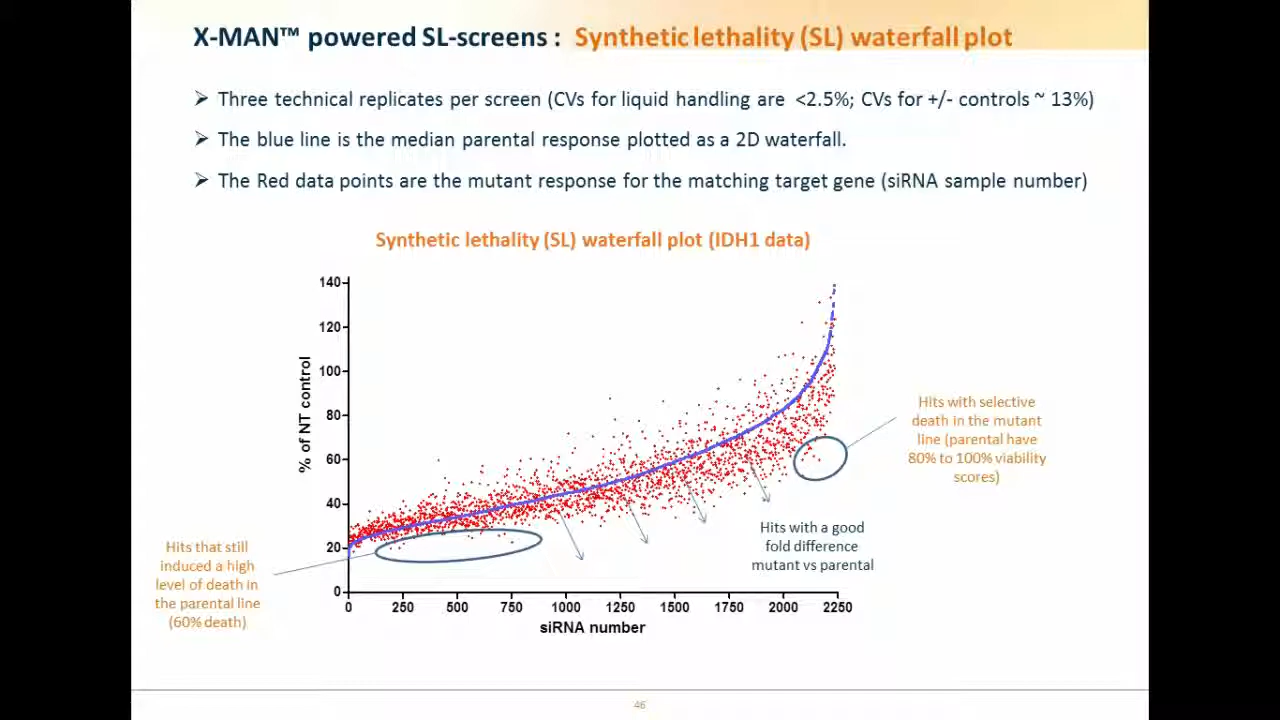 X-MAN™ powered SL-screens : Synthetic lethality (SL) waterfall plot
➢ Three technical replicates per screen (CVs for liquid handling are <2.5%; CVs for +/- controls ~ 13%)
➢ The blue line is the median parental response plotted as a 2D waterfall.
➢ The Red data points are the mutant response for the matching target gene (siRNA sample number)
Synthetic lethality (SL) waterfall plot (IDH1 data)
140
120
100
80
60
40
20
0
% of NT control
0 250 500 750 1000 1250 1500 1750 2000 2250
siRNA number
Hits with selective
death in the mutant
line (parental have
80% to 100% viability
scores)
Hits with a good
fold difference
mutant vs parental
Hits that still
induced a high
level of death in
the parental line
(60% death)
46